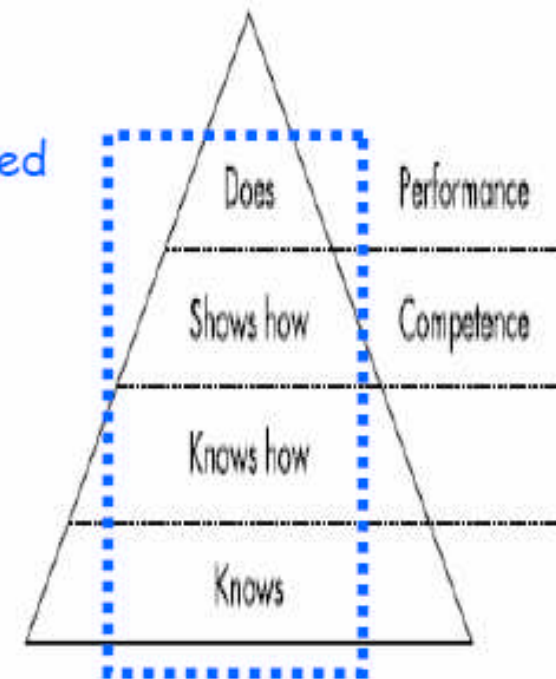 ed
Does Performance
Shows how Competence
Knows how
Knows